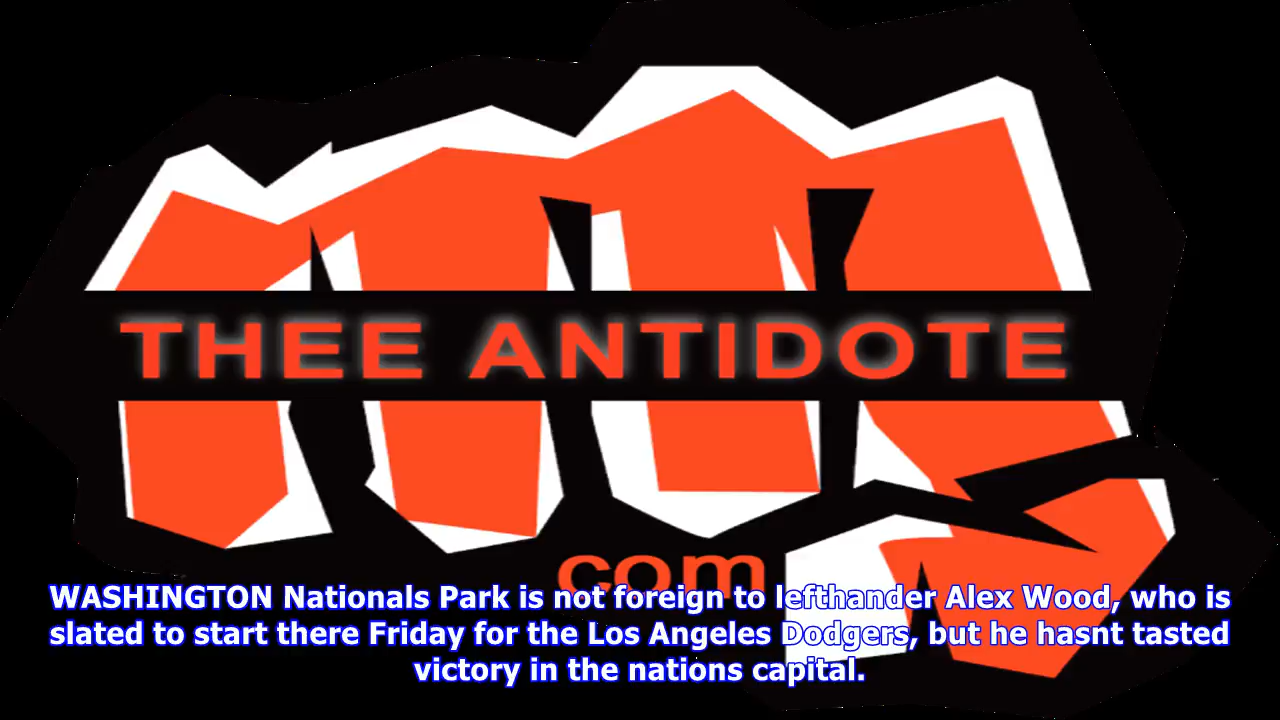 THEE ANTIDOTE
com
WASHINGTON Nationals Park is not foreign to lefthander Alex Wood, who is
slated to start there Friday for the Los Angeles Dodgers, but he hasnt tasted
victory in the nations capital.